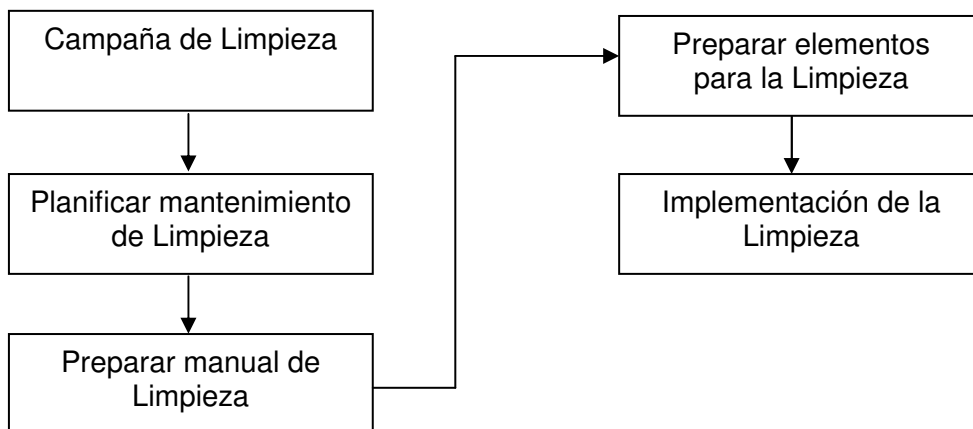 Campaña de Limpieza
Planificar mantenimiento
de Limpieza
Preparar manual de
Limpieza
Preparar elementos
para la Limpieza
Implementación de la
Limpieza